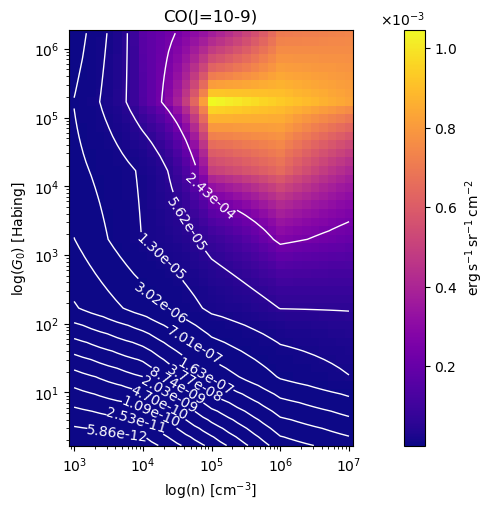 CO(J=10-9)
×10⁻³
10⁶
10⁵
10⁴
10³
10²
10¹
log(G₀) [Habing]
2.43e-04
5.62e-05
1.30e-05
3.02e-06
7.01e-07
1.63e-07
3.77e-08
8.74e-09
2.03e-09
4.70e-10
1.09e-10
2.53e-11
5.86e-12
10³ 10⁴ 10⁵ 10⁶ 10⁷
log(n) [cm⁻³]
1.0
0.8
0.6
0.4
0.2
erg s⁻¹ sr⁻¹ cm⁻²